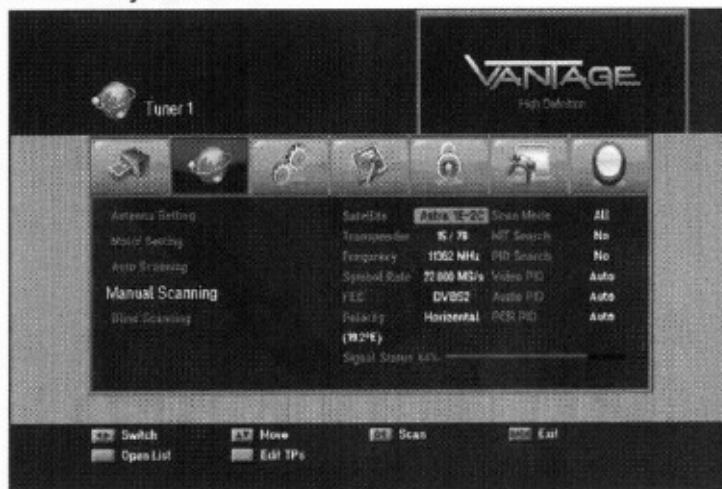 VANTAGE
High Definition
Tuner 1
Antenna Setting
Motor Setting
Auto Scanning
Manual Scanning
Blind Scanning
Satellite Astra 1E-2C Scan Mode All
Transponder 15 / 78 NIT Search No
Frequency 11362 MHz PID Search No
Symbol Rate 22000 MS/s Video PID Auto
FEC DVBS2 Audio PID Auto
Polarity Horizontal PCR PID Auto
(19.2°E)
Signal Status
Switch Move OK Scan Exit
Open List Edit TPs